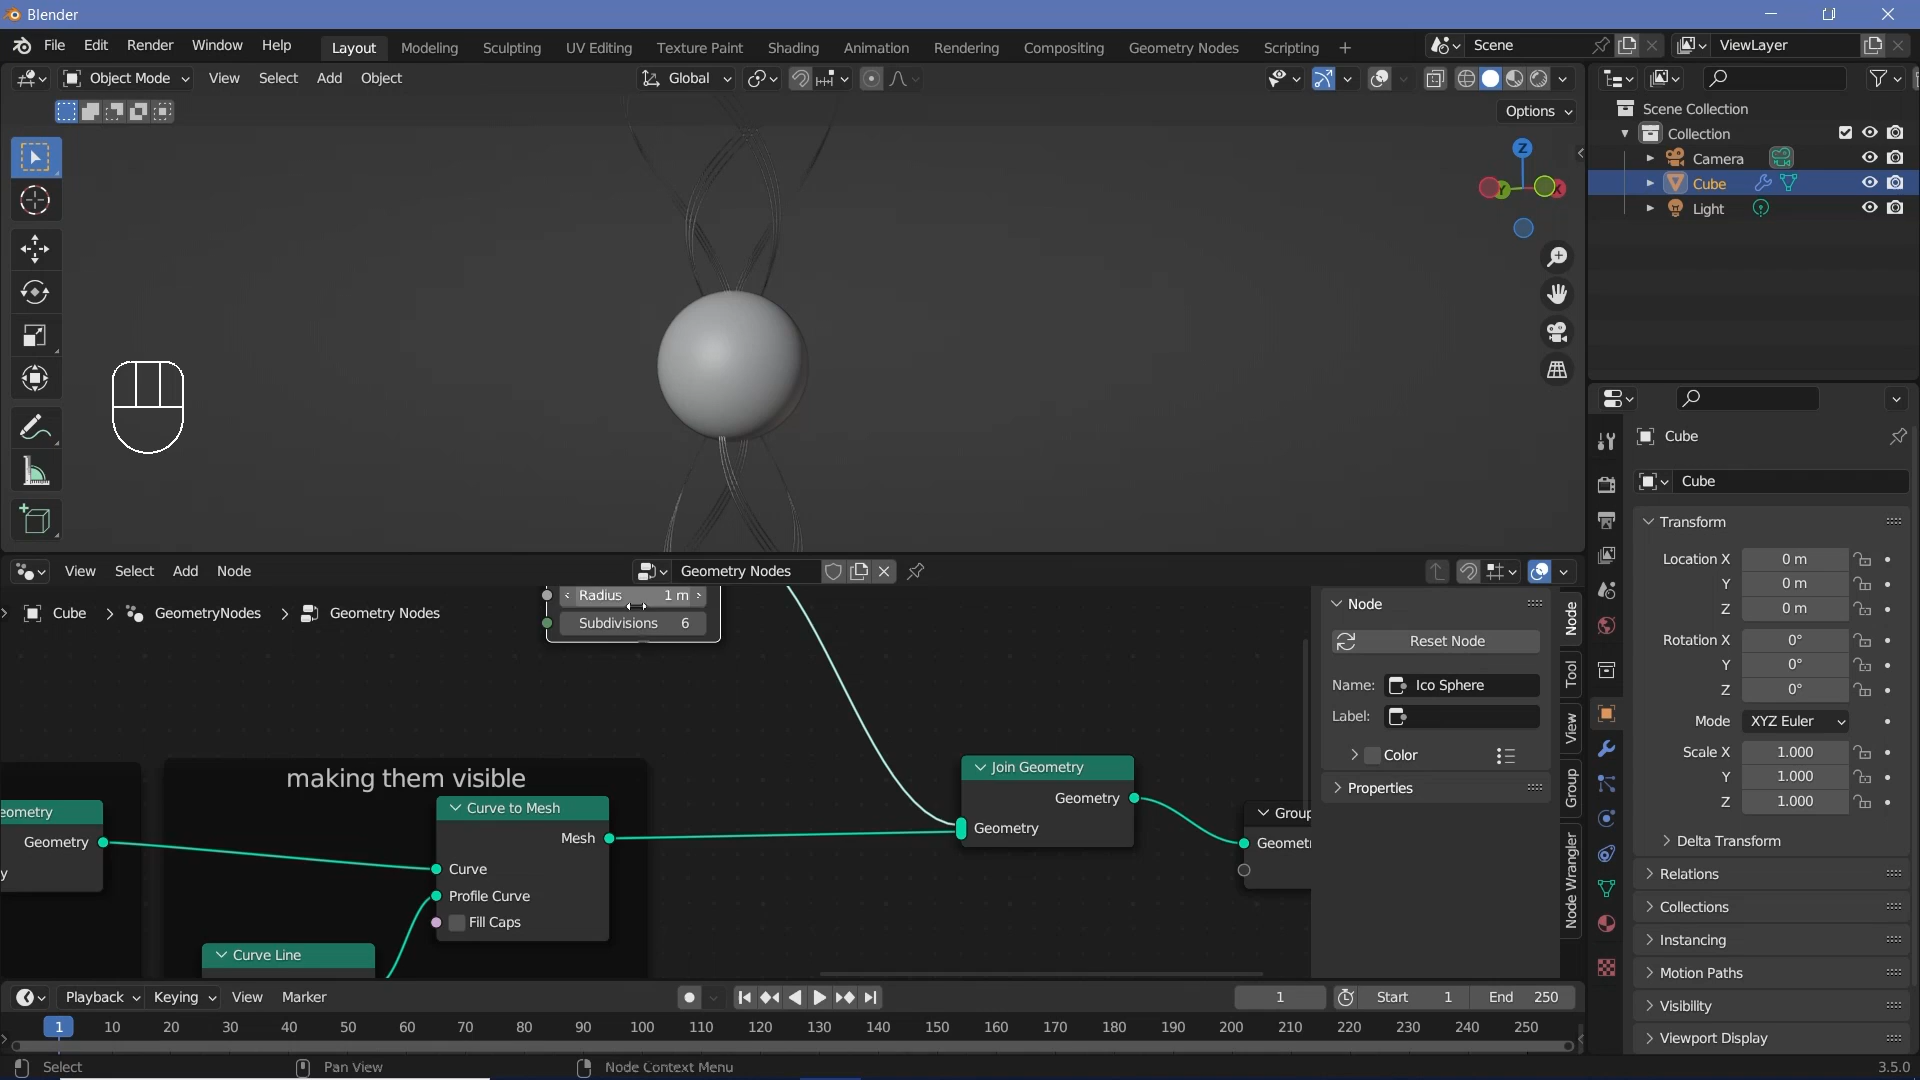 Blender
File Edit Render Window Help
Layout Modeling Sculpting UV Editing Texture Paint Shading Animation Rendering Compositing Geometry Nodes Scripting +
Scene
ViewLayer
Object Mode View Select Add Object
Global
Options
Z
Y
X
Scene Collection
Collection
Camera
Cube
Light
Cube
Cube
Transform
Location X 0 m
Y 0 m
Z 0 m
Rotation X 0°
Y 0°
Z 0°
Mode XYZ Euler
Scale X 1.000
Y 1.000
Z 1.000
Delta Transform
Relations
Collections
Instancing
Motion Paths
Visibility
Viewport Display
View Select Add Node
Geometry Nodes
Cube > GeometryNodes > Geometry Nodes
Radius 1 m
Subdivisions 6
making them visible
eometry
Geometry
y
Curve to Mesh
Mesh
Curve
Profile Curve
Fill Caps
Curve Line
Join Geometry
Geometry
Geometry
Group
Geometr
Node
Reset Node
Name: Ico Sphere
Label:
Color
Properties
Node
Tool
View
Group
Node Wrangler
Playback Keying View Marker
1
Start 1
End 250
1 10 20 30 40 50 60 70 80 90 100 110 120 130 140 150 160 170 180 190 200 210 220 230 240 250
Select
Pan View
Node Context Menu
3.5.0